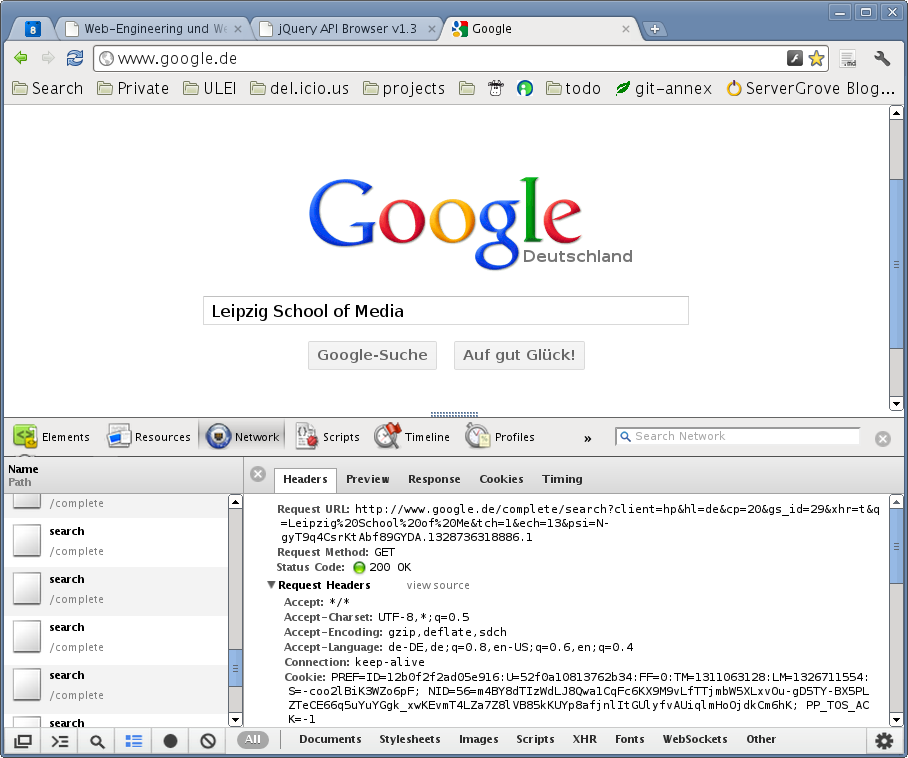 8 Web-Engineering und We jQuery API Browser v1.3 Google
www.google.de
Search Private ULEI del.icio.us projects todo git-annex ServerGrove Blog...
Google
Deutschland
Leipzig School of Media
Google-Suche Auf gut Glück!
Elements Resources Network Scripts Timeline Profiles » Search Network
Name
Path
Headers Preview Response Cookies Timing
/complete
search
/complete
search
/complete
search
/complete
search
/complete
search
Request URL: http://www.google.de/complete/search?client=hp&hl=de&cp=20&gs_id=29&xhr=t&q
=Leipzig%20School%20of%20Me&tch=1&ech=13&psi=N-
gyT9q4CsrKtAbf89GYDA.1328736318886.1
Request Method: GET
Status Code: 200 OK
Request Headers view source
Accept: */*
Accept-Charset: UTF-8,*;q=0.5
Accept-Encoding: gzip,deflate,sdch
Accept-Language: de-DE,de;q=0.8,en-US;q=0.6,en;q=0.4
Connection: keep-alive
Cookie: PREF=ID=12b0f2f2ad05e916:U=52f0a10813762b34:FF=0:TM=1311063128:LM=1326711554:
S=-coo2lBiK3WZo6pF; NID=56=m4BY8dTIzWdLJ8Qwa1CqFc6KX9M9vLfTTjmbW5XLxvOu-gD5TY-BX5PL
ZTeCE66q5uYuYGgk_xwKEvmT4LZa7Z8lVB85kKUYp8afjnlItGUlyfvAUiqlmHoOjdkCm6hK; PP_TOS_AC
K=-1
All Documents Stylesheets Images Scripts XHR Fonts WebSockets Other